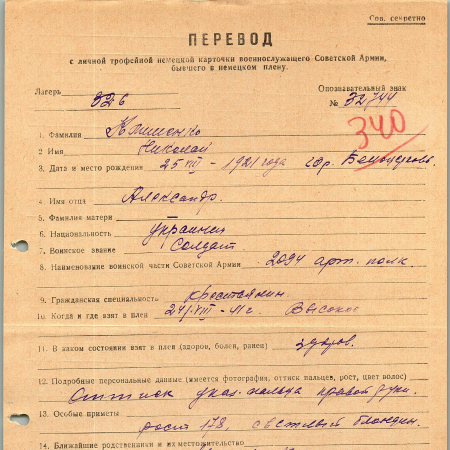 Сов. секретно
ПЕРЕВОД
с личной трофейной немецкой карточки военнослужащего Советской Армии,
бывшего в немецком плену.
Лагерь 326
Опознавательный знак
№ 32744
340
1. Фамилия
2 Имя Николай
3. Дата и место рождения 25 VII - 1921 года
4. Имя отца Александр.
5. Фамилия матери
6. Национальность украинец
7. Воинское звание Солдат
8 Наименование воинской части Советской Армии 2094 арт. полк.
9. Гражданская специальность крестьянин.
10. Когда и где взят в плен 24/VIII - 41 г. Высокое
11. В каком состоянии взят в плен (здоров, болен, ранен) здоров.
12. Подробные персональные данные (имеется фотография, оттиск пальцев, рост, цвет волос)
Оттиск указ. пальца правой руки.
13. Особые приметы
рост 178, светлый блондин.
14. Ближайшие родственники и их местожительство